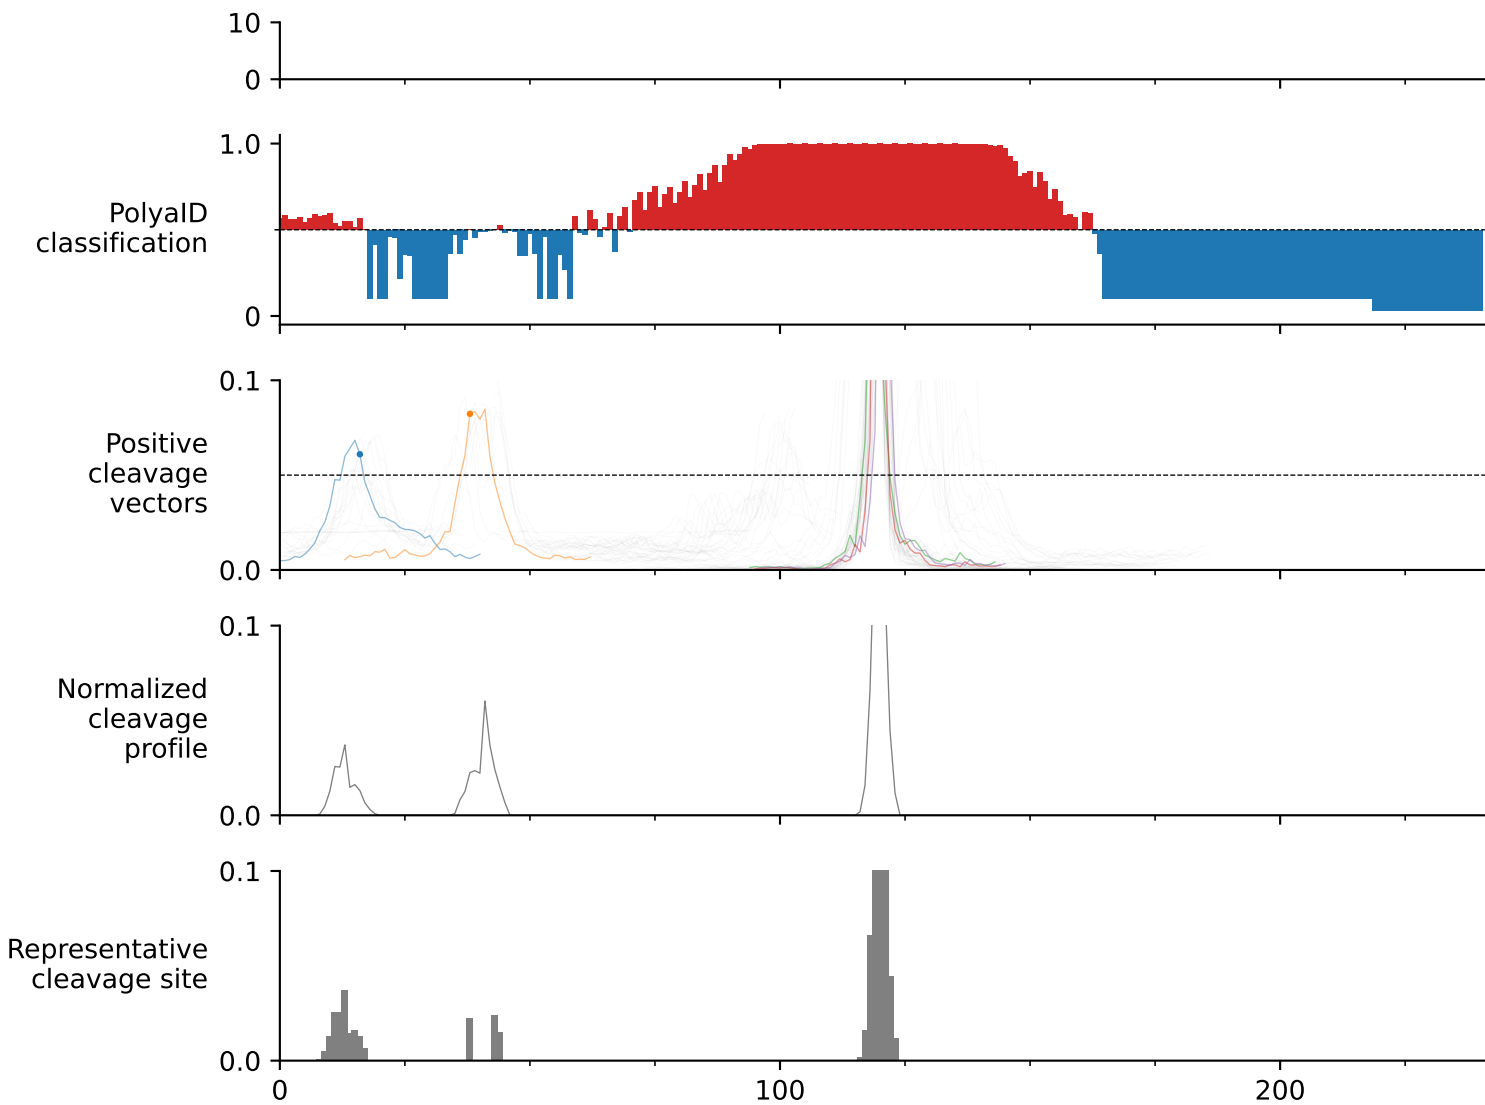 10
0
1.0
PolyaID
classification
0
0.1
Positive
cleavage
vectors
0.0
0.1
Normalized
cleavage
profile
0.0
0.1
Representative
cleavage site
0.0
0
100
200